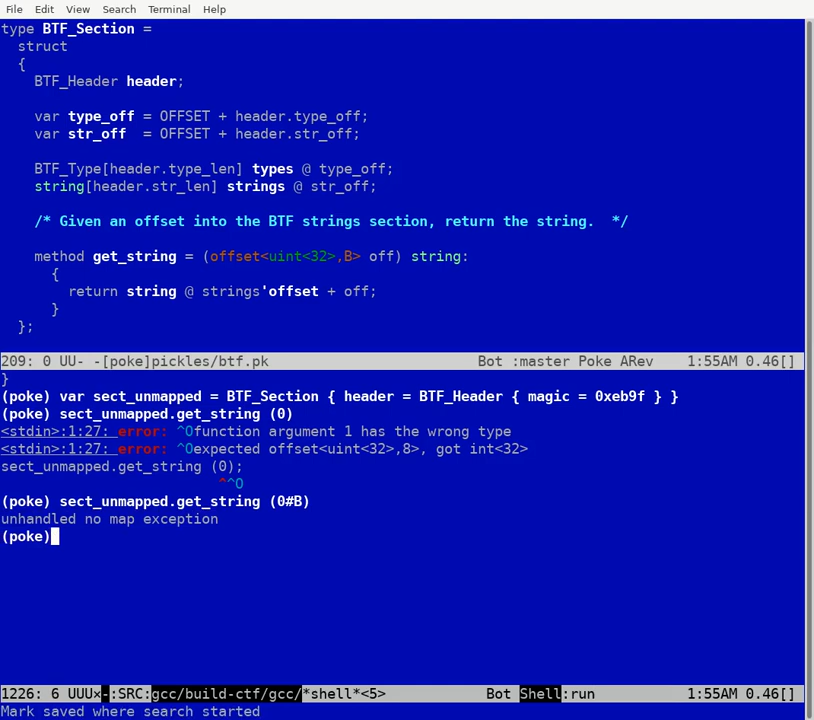 File Edit View Search Terminal Help
type BTF_Section =
  struct
  {
    BTF_Header header;
    var type_off = OFFSET + header.type_off;
    var str_off  = OFFSET + header.str_off;
    BTF_Type[header.type_len] types @ type_off;
    string[header.str_len] strings @ str_off;
    /* Given an offset into the BTF strings section, return the string.  */
    method get_string = (offset<uint<32>,B> off) string:
      {
        return string @ strings'offset + off;
      }
  };
209: 0 UU- -[poke]pickles/btf.pk Bot :master Poke ARev 1:55AM 0.46[]
}
(poke) var sect_unmapped = BTF_Section { header = BTF_Header { magic = 0xeb9f } }
(poke) sect_unmapped.get_string (0)
<stdin>:1:27: error: ^Ofunction argument 1 has the wrong type
<stdin>:1:27: error: ^Oexpected offset<uint<32>,8>, got int<32>
sect_unmapped.get_string (0);
^^O
(poke) sect_unmapped.get_string (0#B)
unhandled no map exception
(poke)
1226: 6 UUU×-:SRC:gcc/build-ctf/gcc/*shell*<5> Bot Shell:run 1:55AM 0.46[]
Mark saved where search started